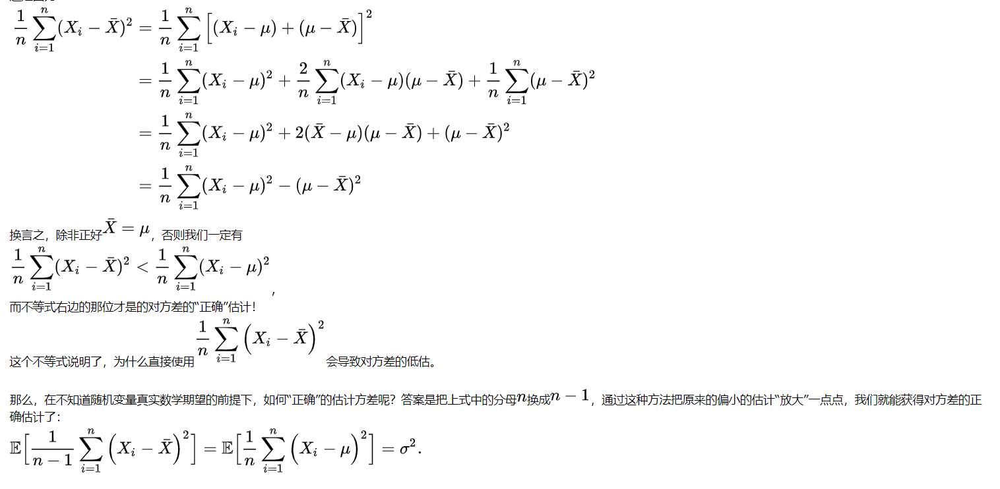 $\frac{1}{n}\sum_{i=1}^{n}(X_i-\bar{X})^2=\frac{1}{n}\sum_{i=1}^{n}\left[(X_i-\mu)+(\mu-\bar{X})\right]^2$
$=\frac{1}{n}\sum_{i=1}^{n}(X_i-\mu)^2+\frac{2}{n}\sum_{i=1}^{n}(X_i-\mu)(\mu-\bar{X})+\frac{1}{n}\sum_{i=1}^{n}(\mu-\bar{X})^2$
$=\frac{1}{n}\sum_{i=1}^{n}(X_i-\mu)^2+2(\bar{X}-\mu)(\mu-\bar{X})+(\mu-\bar{X})^2$
$=\frac{1}{n}\sum_{i=1}^{n}(X_i-\mu)^2-(\mu-\bar{X})^2$
换言之，除非正好$\bar{X}=\mu$，否则我们一定有
$\frac{1}{n}\sum_{i=1}^{n}(X_i-\bar{X})^2<\frac{1}{n}\sum_{i=1}^{n}(X_i-\mu)^2$，
而不等式右边的那位才是的对方差的“正确”估计！
这个不等式说明了，为什么直接使用$\frac{1}{n}\sum_{i=1}^{n}\left(X_i-\bar{X}\right)^2$会导致对方差的低估。
那么，在不知道随机变量真实数学期望的前提下，如何“正确”的估计方差呢？答案是把上式中的分母$n$换成$n-1$，通过这种方法把原来的偏小的估计“放大”一点点，我们就能获得对方差的正
确估计了：
$\mathbb{E}\left[\frac{1}{n-1}\sum_{i=1}^{n}\left(X_i-\bar{X}\right)^2\right]=\mathbb{E}\left[\frac{1}{n}\sum_{i=1}^{n}\left(X_i-\mu\right)^2\right]=\sigma^2.$